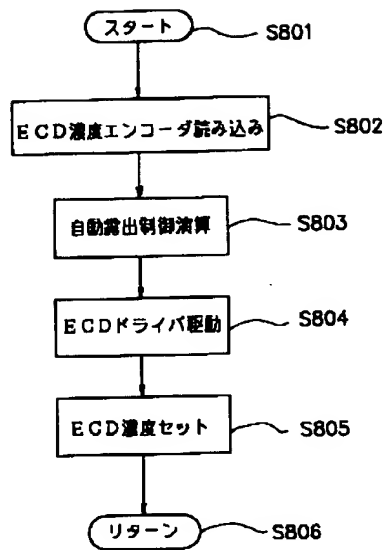 スタート S801
ECD濃度エンコーダ読み込み S802
自動露出制御演算 S803
ECDドライバ駆動 S804
ECD濃度セット S805
リターン S806